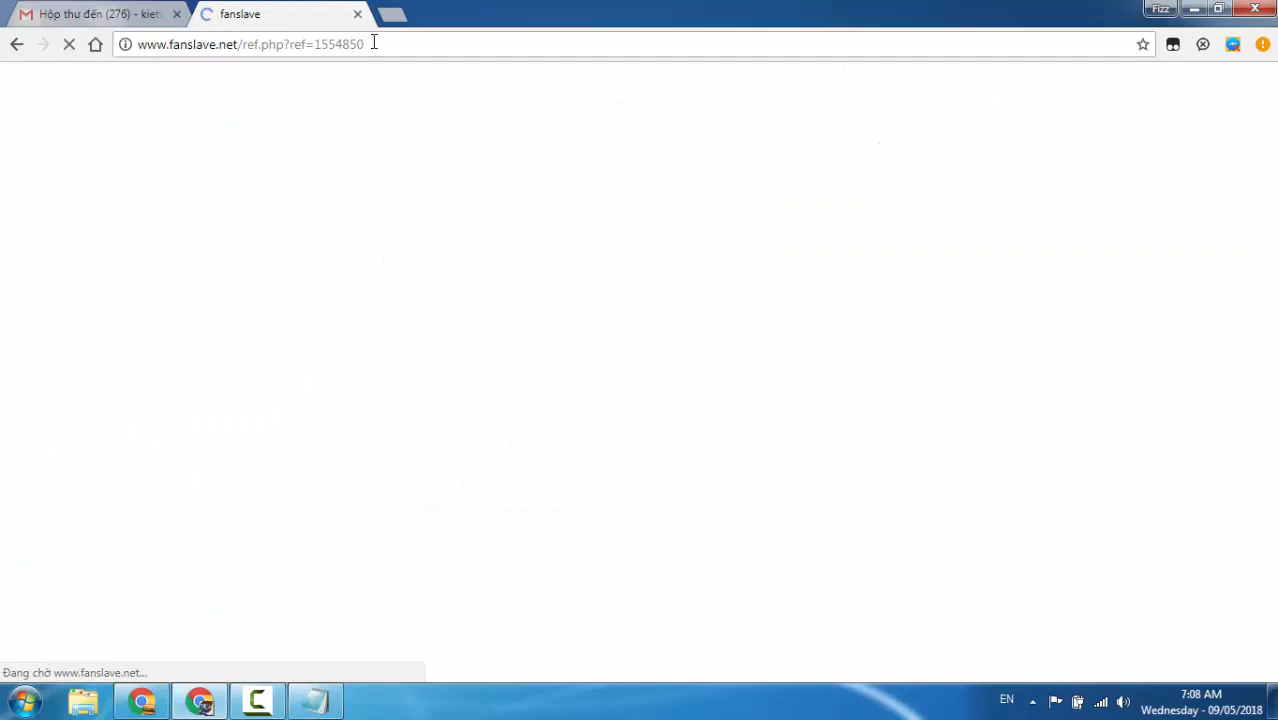 Hộp thư đến (276) - kiet
fanslave
Fizz
www.fanslave.net/ref.php?ref=1554850
Đang chờ www.fanslave.net...
EN
7:08 AM
Wednesday - 09/05/2018